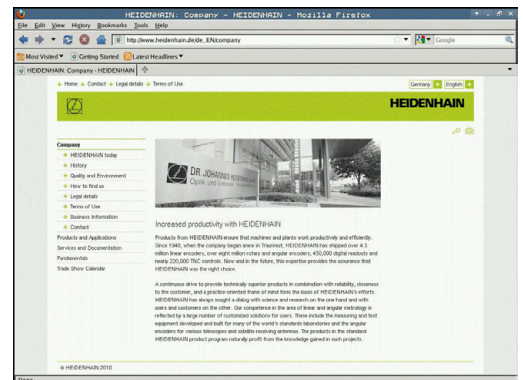 HEIDENHAIN: Company - HEIDENHAIN - Mozilla Firefox
File Edit View History Bookmarks Tools Help
http://www.heidenhain.de/de_EN/company
Google
Most Visited Getting Started Latest Headlines
HEIDENHAIN: Company - HEIDENHAIN
Home Contact Legal details Terms of Use
Germany English
HEIDENHAIN
Company
HEIDENHAIN today
History
Quality and Environment
How to find us
Legal details
Terms of Use
Business Information
Contact
Products and Applications
Services and Documentation
Fundamentals
Trade Show Calendar
DR. JOHANNES HEIDENHAIN
Optik und
Increased productivity with HEIDENHAIN
Products from HEIDENHAIN ensure that machines and plants work productively and efficiently.
Since 1948, when the company began anew in Traunreut, HEIDENHAIN has shipped over 4.5
million linear encoders, over eight million rotary and angular encoders, 450,000 digital readouts and
nearly 220,000 TNC controls. Now and in the future, this expertise provides the assurance that
HEIDENHAIN was the right choice.
A continuous drive to provide technically superior products in combination with reliability, closeness
to the customer, and a practice-oriented frame of mind form the basis of HEIDENHAIN's efforts.
HEIDENHAIN has always sought a dialog with science and research on the one hand and with
users and customers on the other. Our competence in the area of linear and angular metrology is
reflected by a large number of customized solutions for users. These include the measuring and test
equipment developed and built for many of the world's standards laboratories and the angular
encoders for various telescopes and satellite-receiving antennas. The products in the standard
HEIDENHAIN product program naturally profit from the knowledge gained in such projects.
© HEIDENHAIN 2010